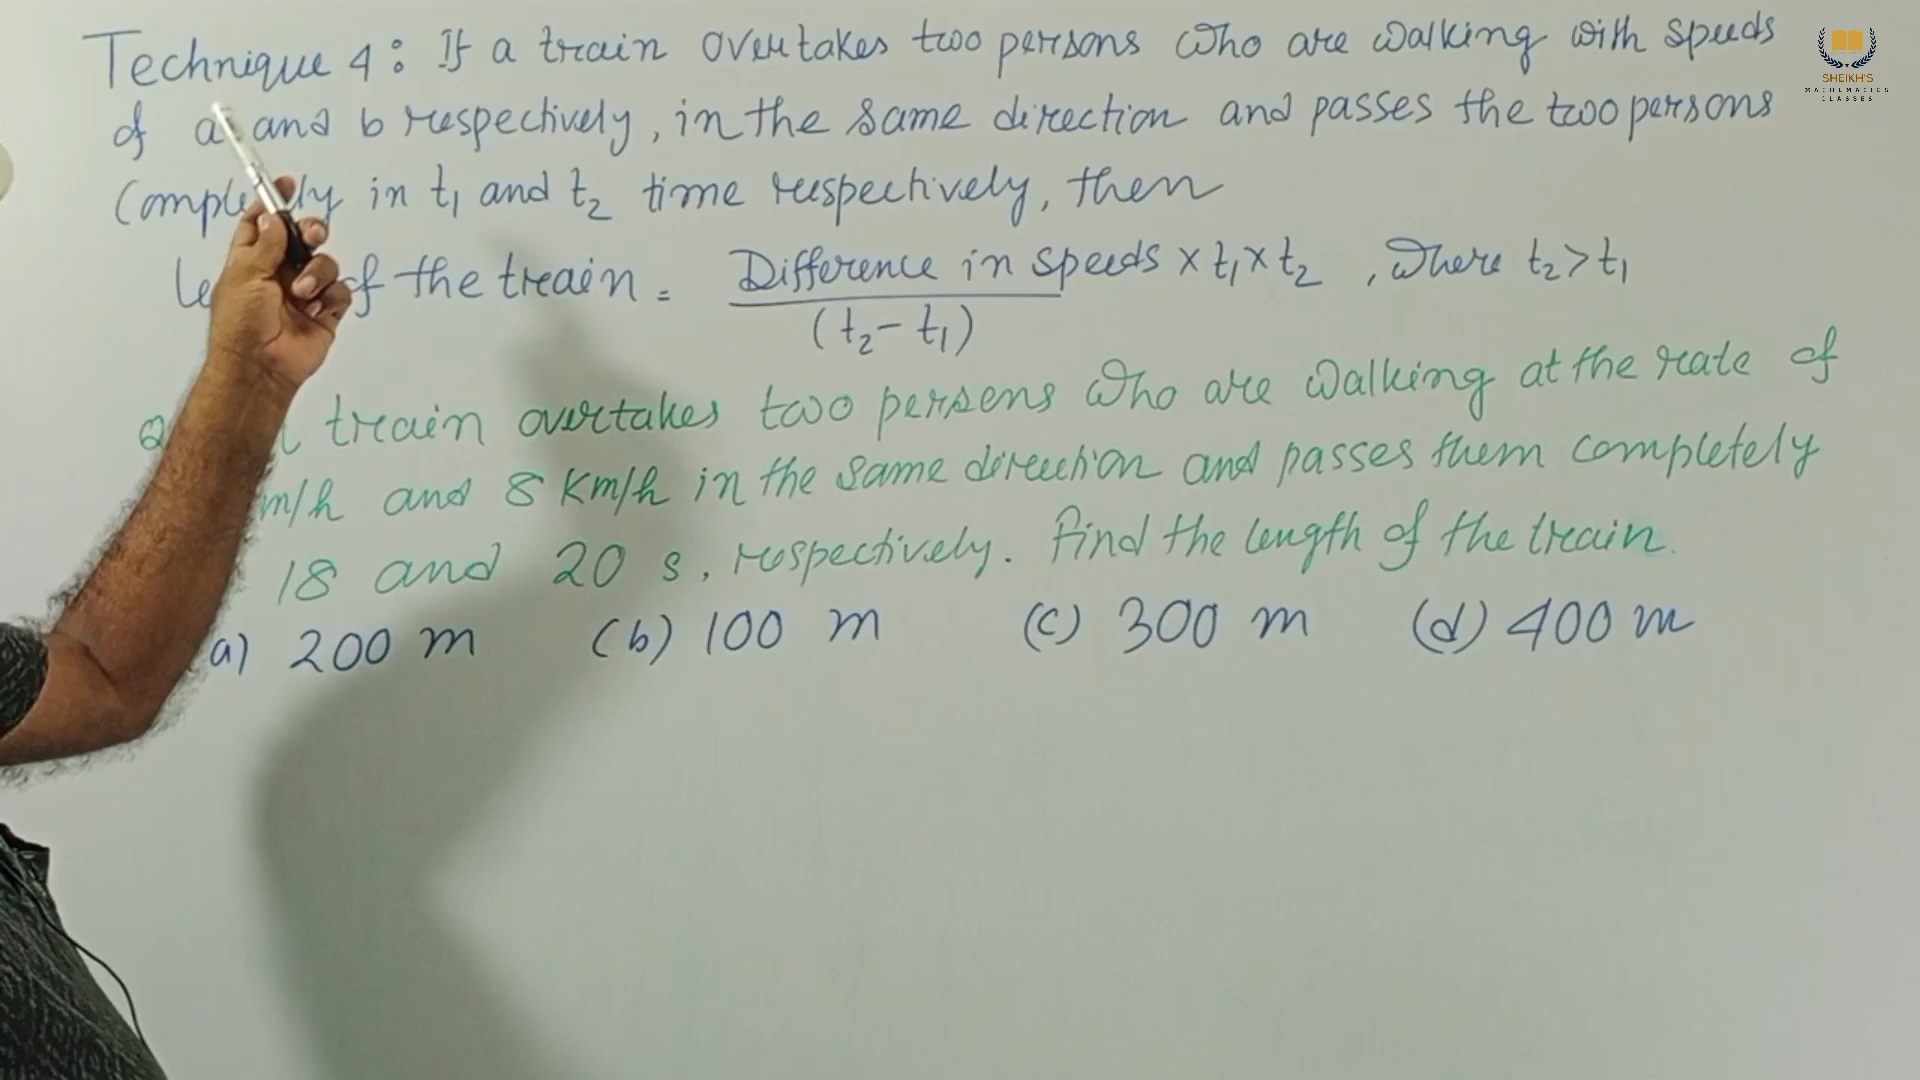 Technique 4: If a train overtakes two persons who are walking with speeds
of a and b respectively, in the same direction and passes the two persons
in t1 and t2 time respectively, then
of the train = Difference in speeds × t1 × t2 , where t2 > t1
(t2 - t1)
train overtakes two persons who are walking at the rate of
m/h and 8 Km/h in the same direction and passes them completely
18 and 20 s, respectively. Find the length of the train.
a) 200 m (b) 100 m (c) 300 m (d) 400 m
SHEIKH'S
MATHEMATICS
CLASSES